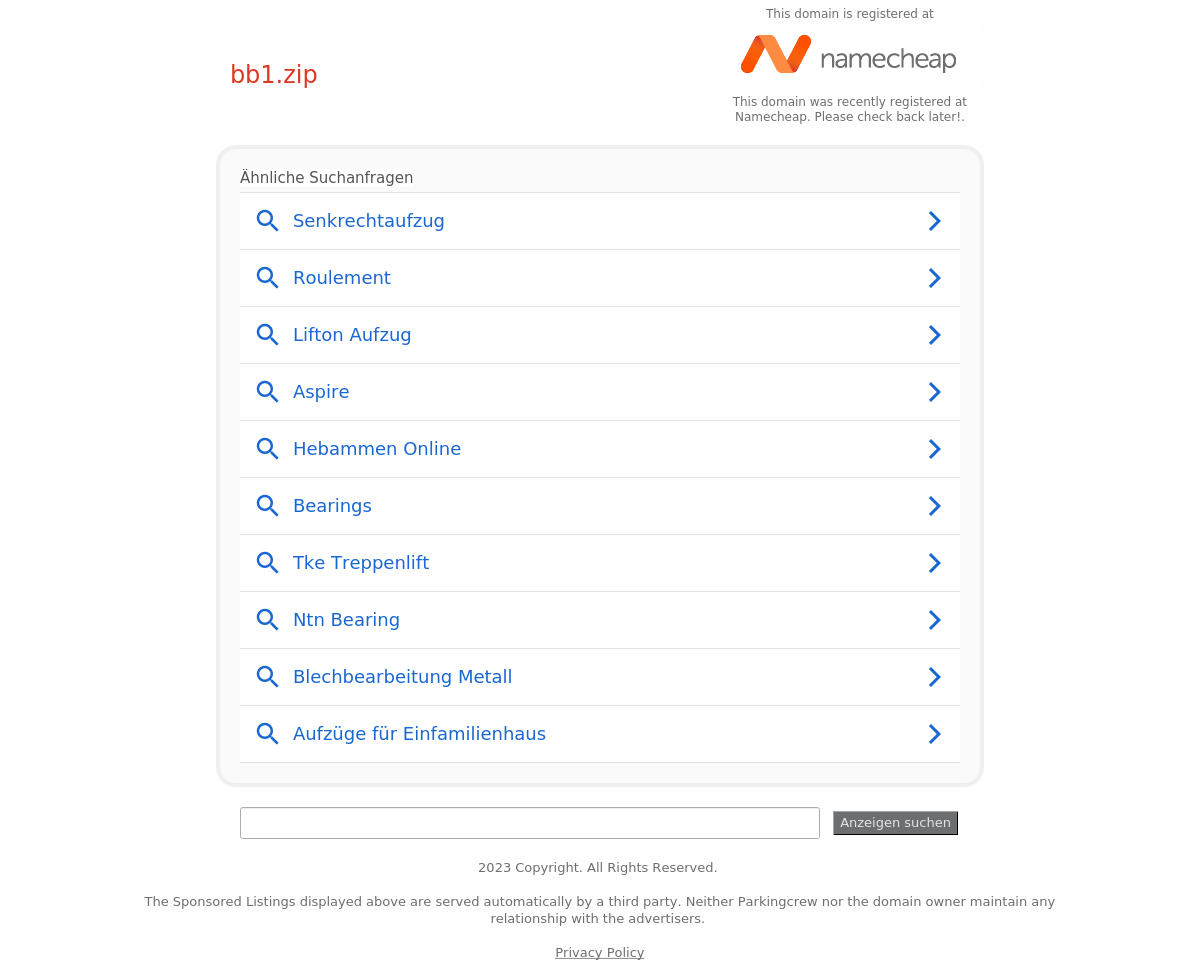 This domain is registered at
namecheap
bb1.zip
This domain was recently registered at
Namecheap. Please check back later!.
Ähnliche Suchanfragen
Senkrechtaufzug
Roulement
Lifton Aufzug
Aspire
Hebammen Online
Bearings
Tke Treppenlift
Ntn Bearing
Blechbearbeitung Metall
Aufzüge für Einfamilienhaus
Anzeigen suchen
2023 Copyright. All Rights Reserved.
The Sponsored Listings displayed above are served automatically by a third party. Neither Parkingcrew nor the domain owner maintain any
relationship with the advertisers.
Privacy Policy